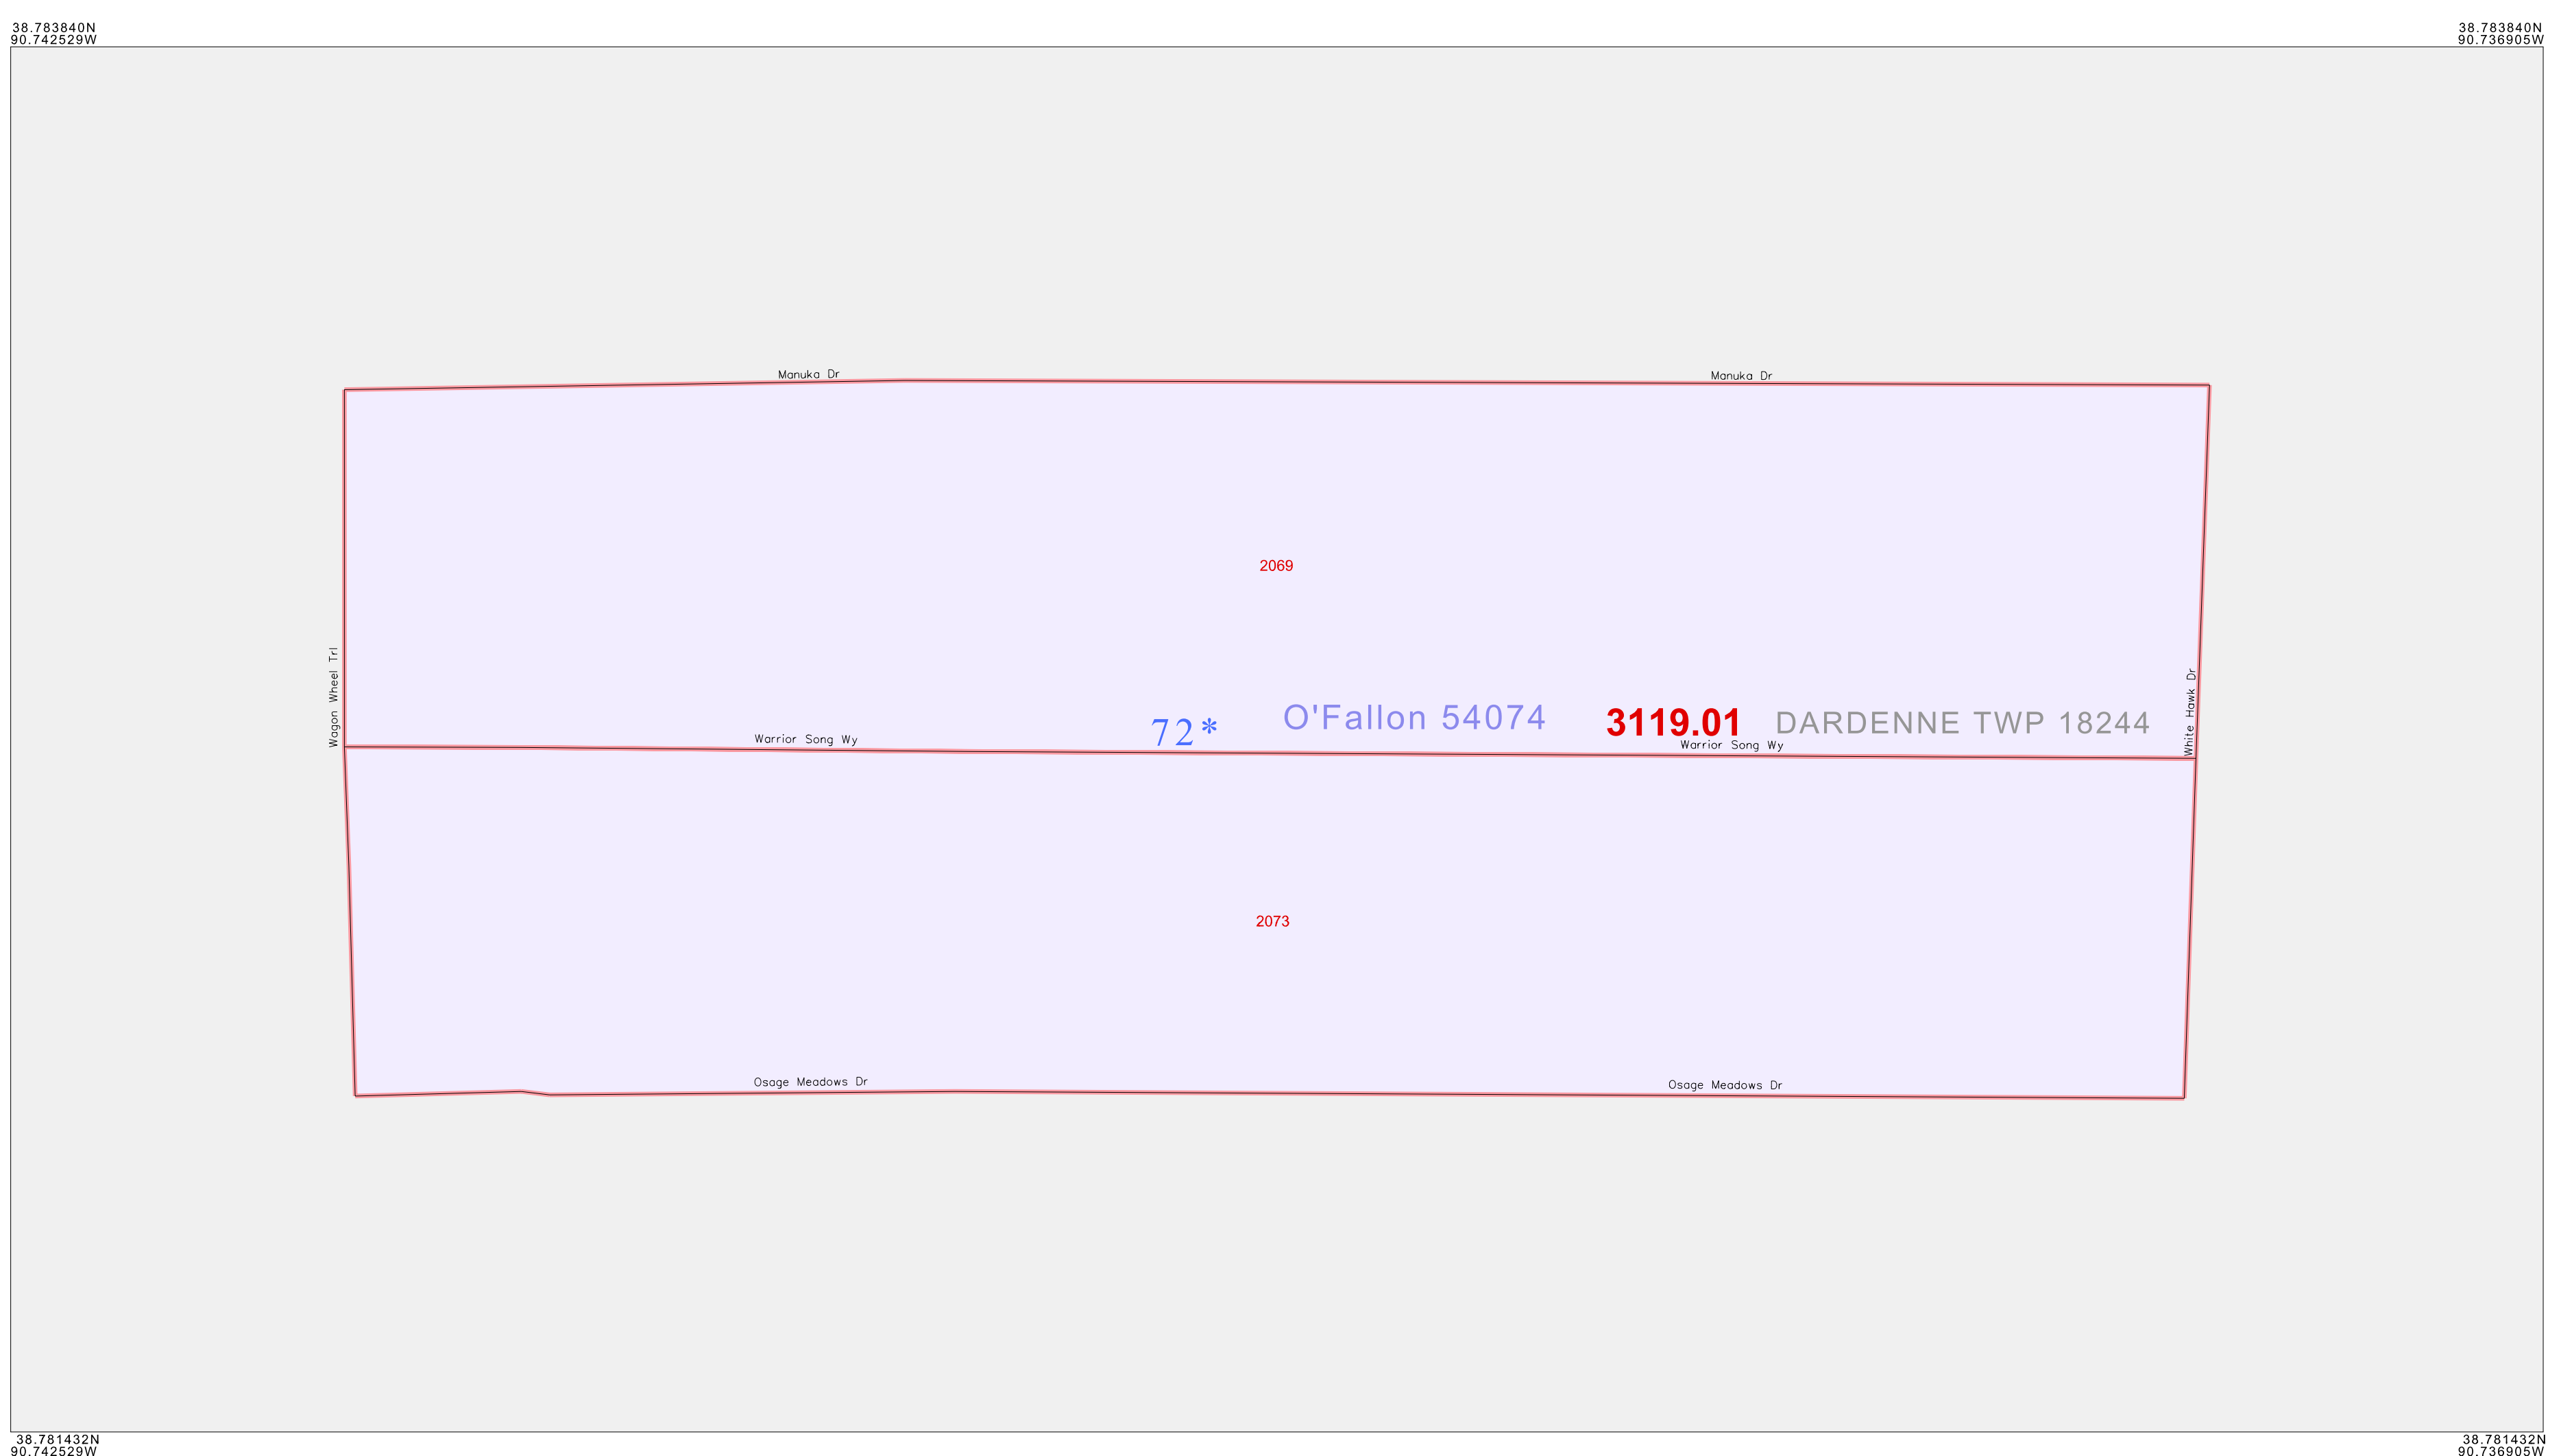 38.783840N
90.742529W
38.783840N
90.736905W
Manuka Dr
Manuka Dr
2069
Wagon Wheel Trl
White Hawk Dr
72*
O'Fallon 54074
3119.01
DARDENNE TWP 18244
Warrior Song Wy
Warrior Song Wy
2073
Osage Meadows Dr
Osage Meadows Dr
38.781432N
90.742529W
38.781432N
90.736905W